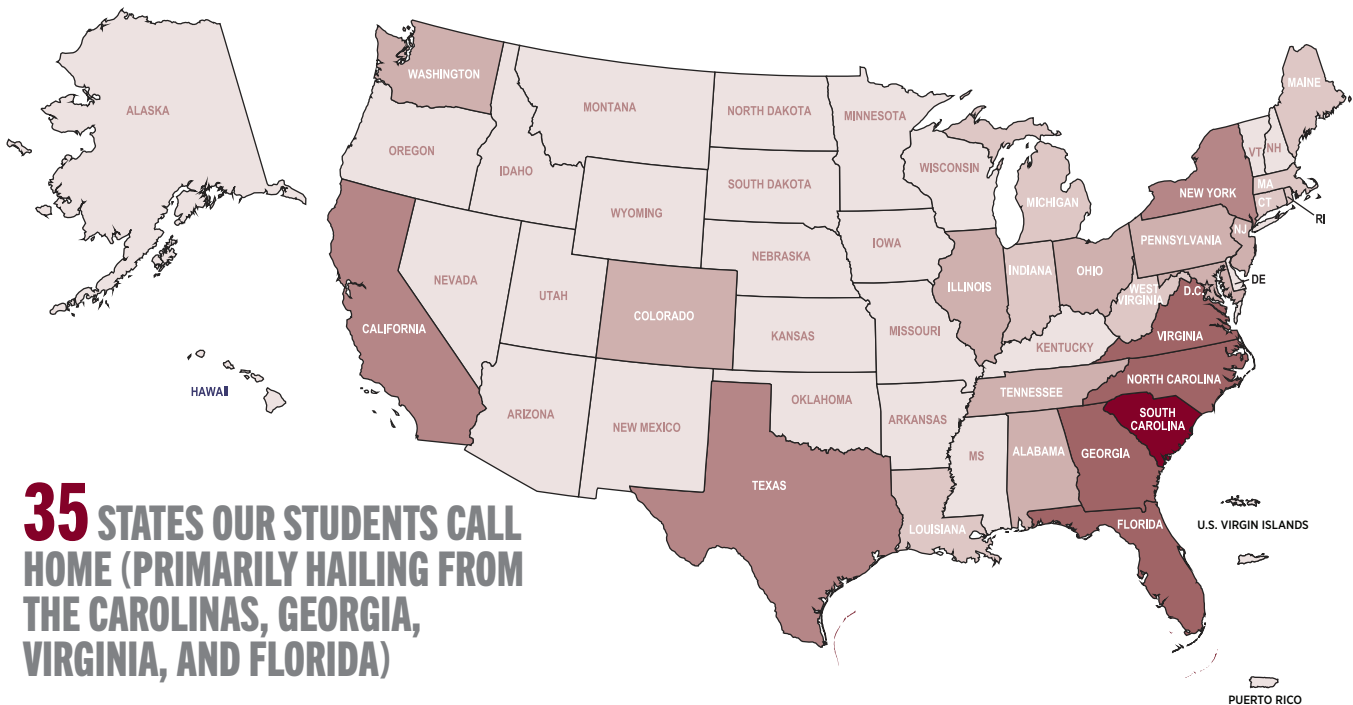 ALASKA
WASHINGTON
MONTANA
NORTH DAKOTA
MINNESOTA
MAINE
OREGON
IDAHO
WISCONSIN
VT
NH
SOUTH DAKOTA
MICHIGAN
NEW YORK
MA
WYOMING
CT
RI
IOWA
PENNSYLVANIA
NJ
NEBRASKA
NEVADA
UTAH
ILLINOIS
INDIANA
OHIO
DE
WEST
VIRGINIA
D.C.
COLORADO
CALIFORNIA
KANSAS
MISSOURI
VIRGINIA
KENTUCKY
NORTH CAROLINA
HAWAII
TENNESSEE
OKLAHOMA
ARIZONA
NEW MEXICO
ARKANSAS
SOUTH
CAROLINA
MS
ALABAMA
GEORGIA
TEXAS
LOUISIANA
FLORIDA
U.S. VIRGIN ISLANDS
35 STATES OUR STUDENTS CALL
HOME (PRIMARILY HAILING FROM
THE CAROLINAS, GEORGIA,
VIRGINIA, AND FLORIDA)
PUERTO RICO